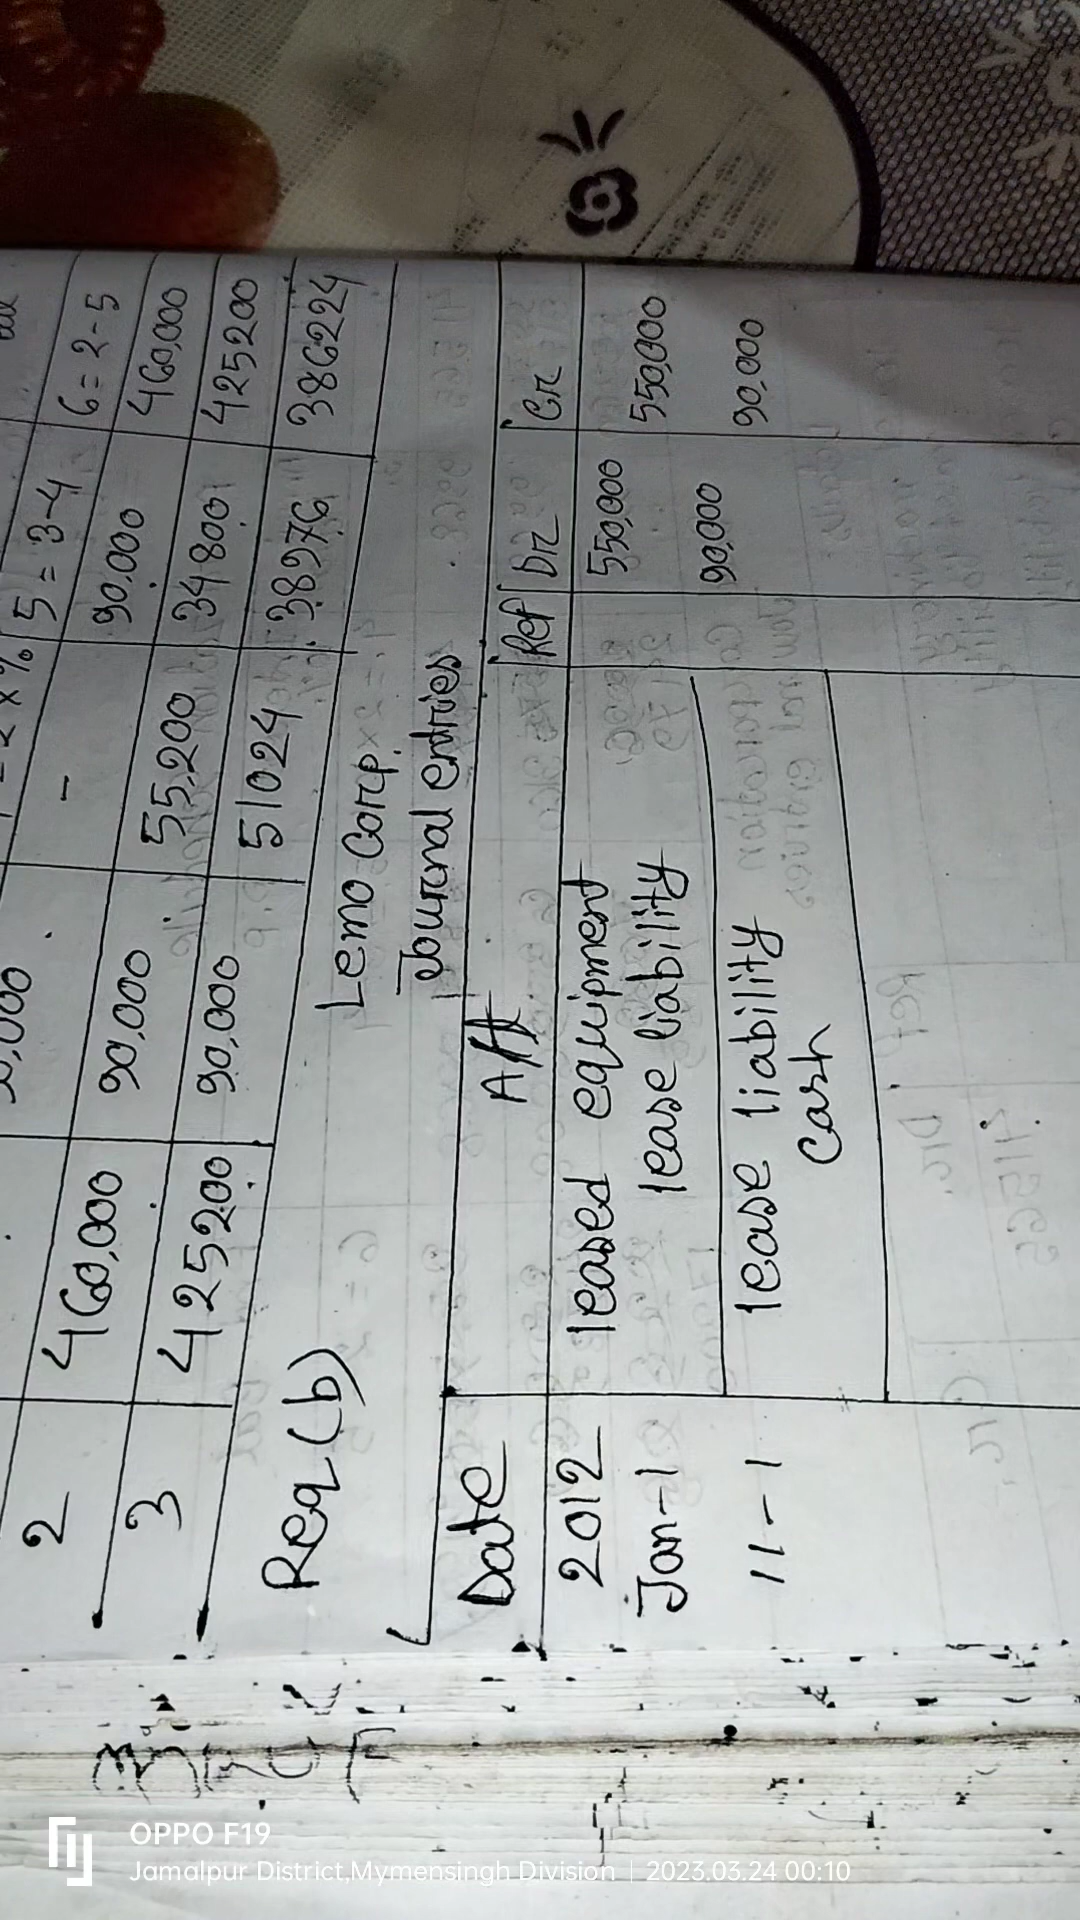 5 = 3-4 6 = 2-5
- 90,000 460,000
2 460,000 90,000 55,200 34800 425200
3 425200 90,000 51024 38976 386224
Req (b)
Lemo Corp.
Journal entries
Date A/t Ref Dr Cr
2012 leased equipment 550,000
Jan-1 lease liability 550,000
11-1 lease liability 90,000
Cash 90,000
OPPO F19
Jamalpur District,Mymensingh Division | 2023.03.24 00:10